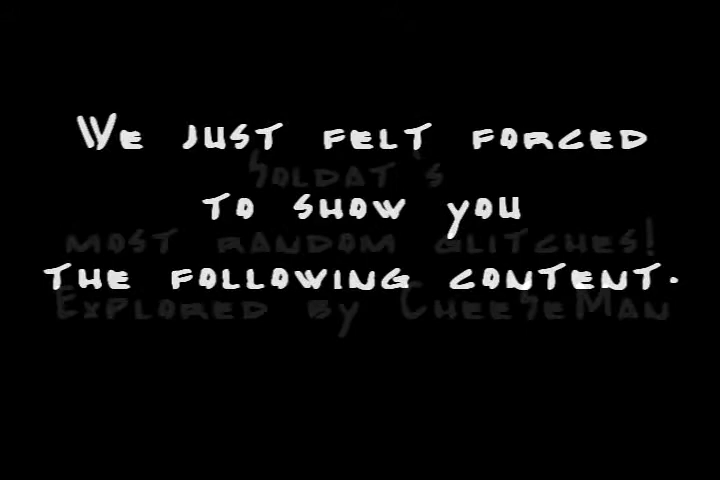 We just felt forced
Soldat's
to show you
most random glitches!
the following content.
Explored by CheeseMan